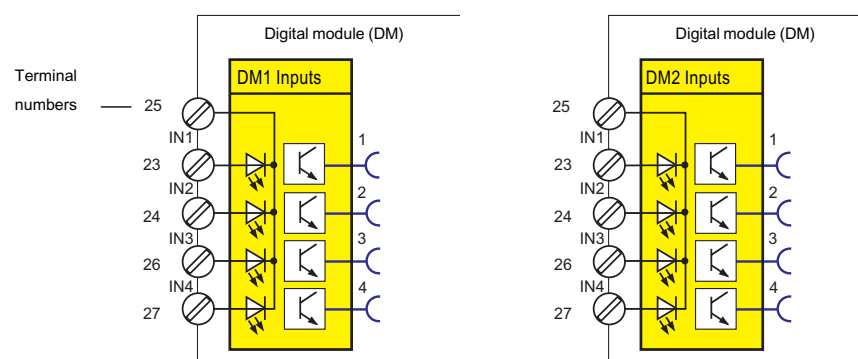 Digital module (DM)
DM1 Inputs
Terminal
numbers
25
IN1
1
23
IN2
2
24
IN3
3
26
IN4
4
27
Digital module (DM)
DM2 Inputs
25
IN1
1
23
IN2
2
24
IN3
3
26
IN4
4
27